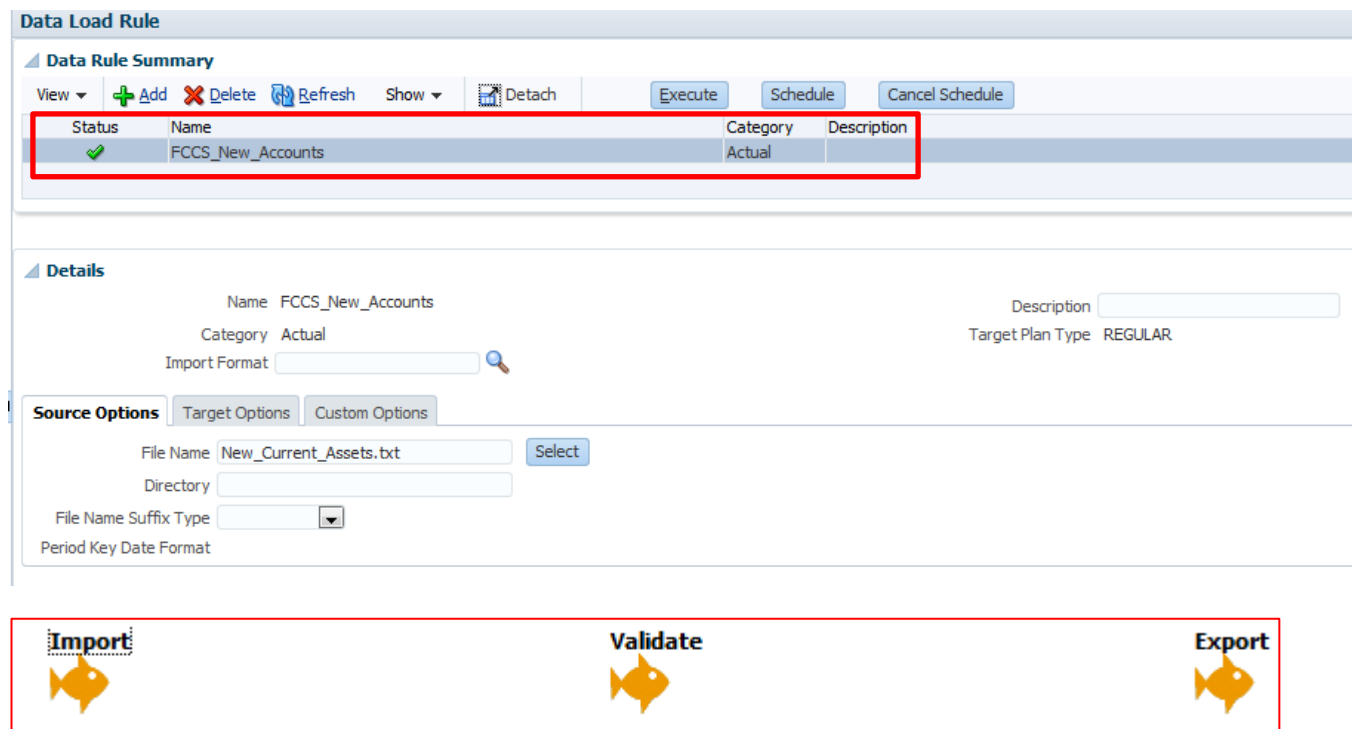 Data Load Rule
Data Rule Summary
View Add Delete Refresh Show Detach Execute Schedule Cancel Schedule
Status Name Category Description
FCCS_New_Accounts Actual
Details
Name FCCS_New_Accounts Description
Category Actual Target Plan Type REGULAR
Import Format
Source Options Target Options Custom Options
File Name New_Current_Assets.txt Select
Directory
File Name Suffix Type
Period Key Date Format
Import Validate Export